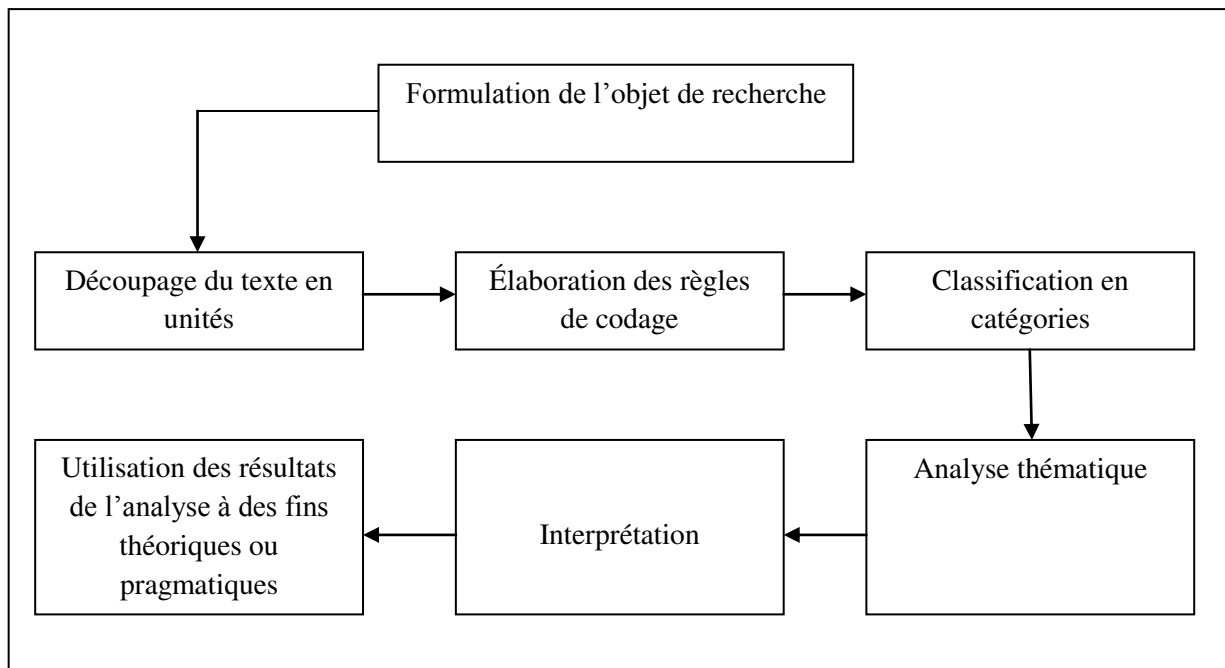 Formulation de l’objet de recherche
Découpage du texte en
unités
Élaboration des règles
de codage
Classification en
catégories
Analyse thématique
Interprétation
Utilisation des résultats
de l’analyse à des fins
théoriques ou
pragmatiques